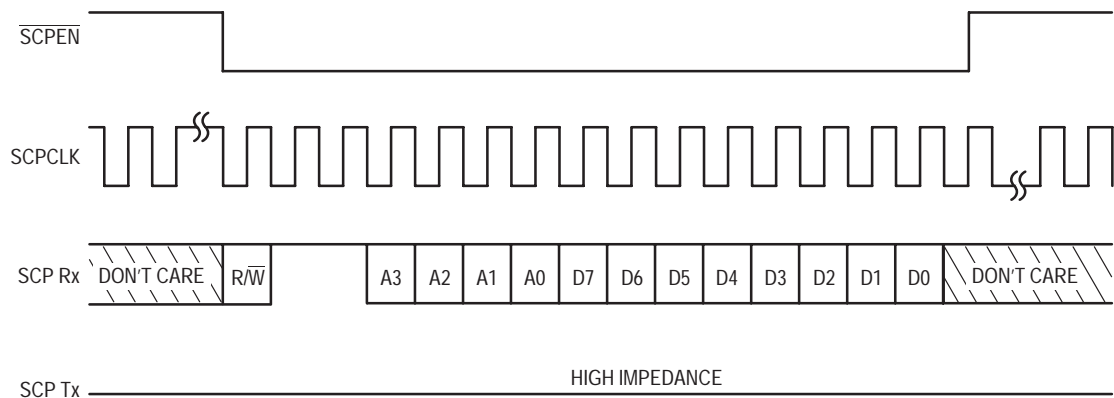 S̅C̅P̅E̅N̅
SCPCLK
SCP Rx DON'T CARE R/W̅ A3 A2 A1 A0 D7 D6 D5 D4 D3 D2 D1 D0 DON'T CARE
HIGH IMPEDANCE
SCP Tx